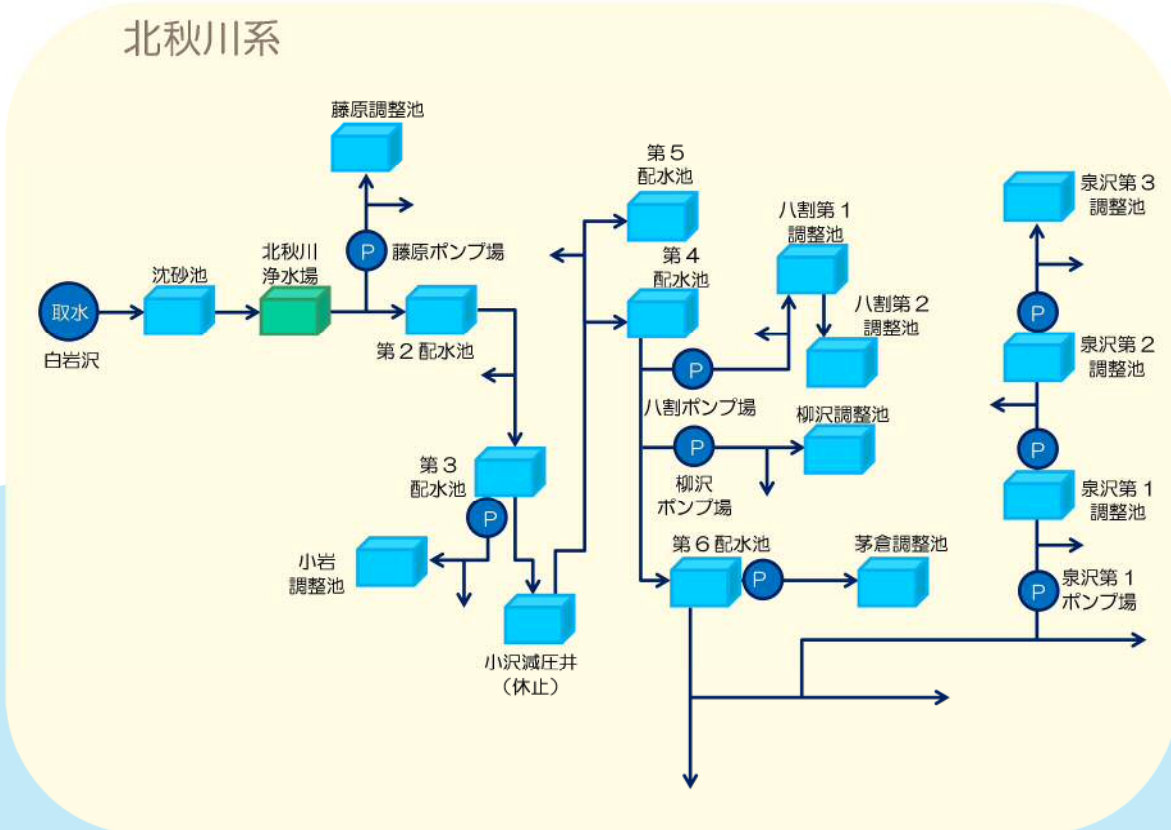 北秋川系
藤原調整池
P
藤原ポンプ場
取水
白岩沢
沈砂池
北秋川
浄水場
第2配水池
第3
配水池
P
小岩
調整池
小沢減圧井
(休止)
第5
配水池
第4
配水池
八割第1
調整池
八割第2
調整池
P
八割ポンプ場
柳沢調整池
P
柳沢
ポンプ場
第6配水池
P
茅倉調整池
泉沢第3
調整池
P
泉沢第2
調整池
P
泉沢第1
調整池
P
泉沢第1
ポンプ場